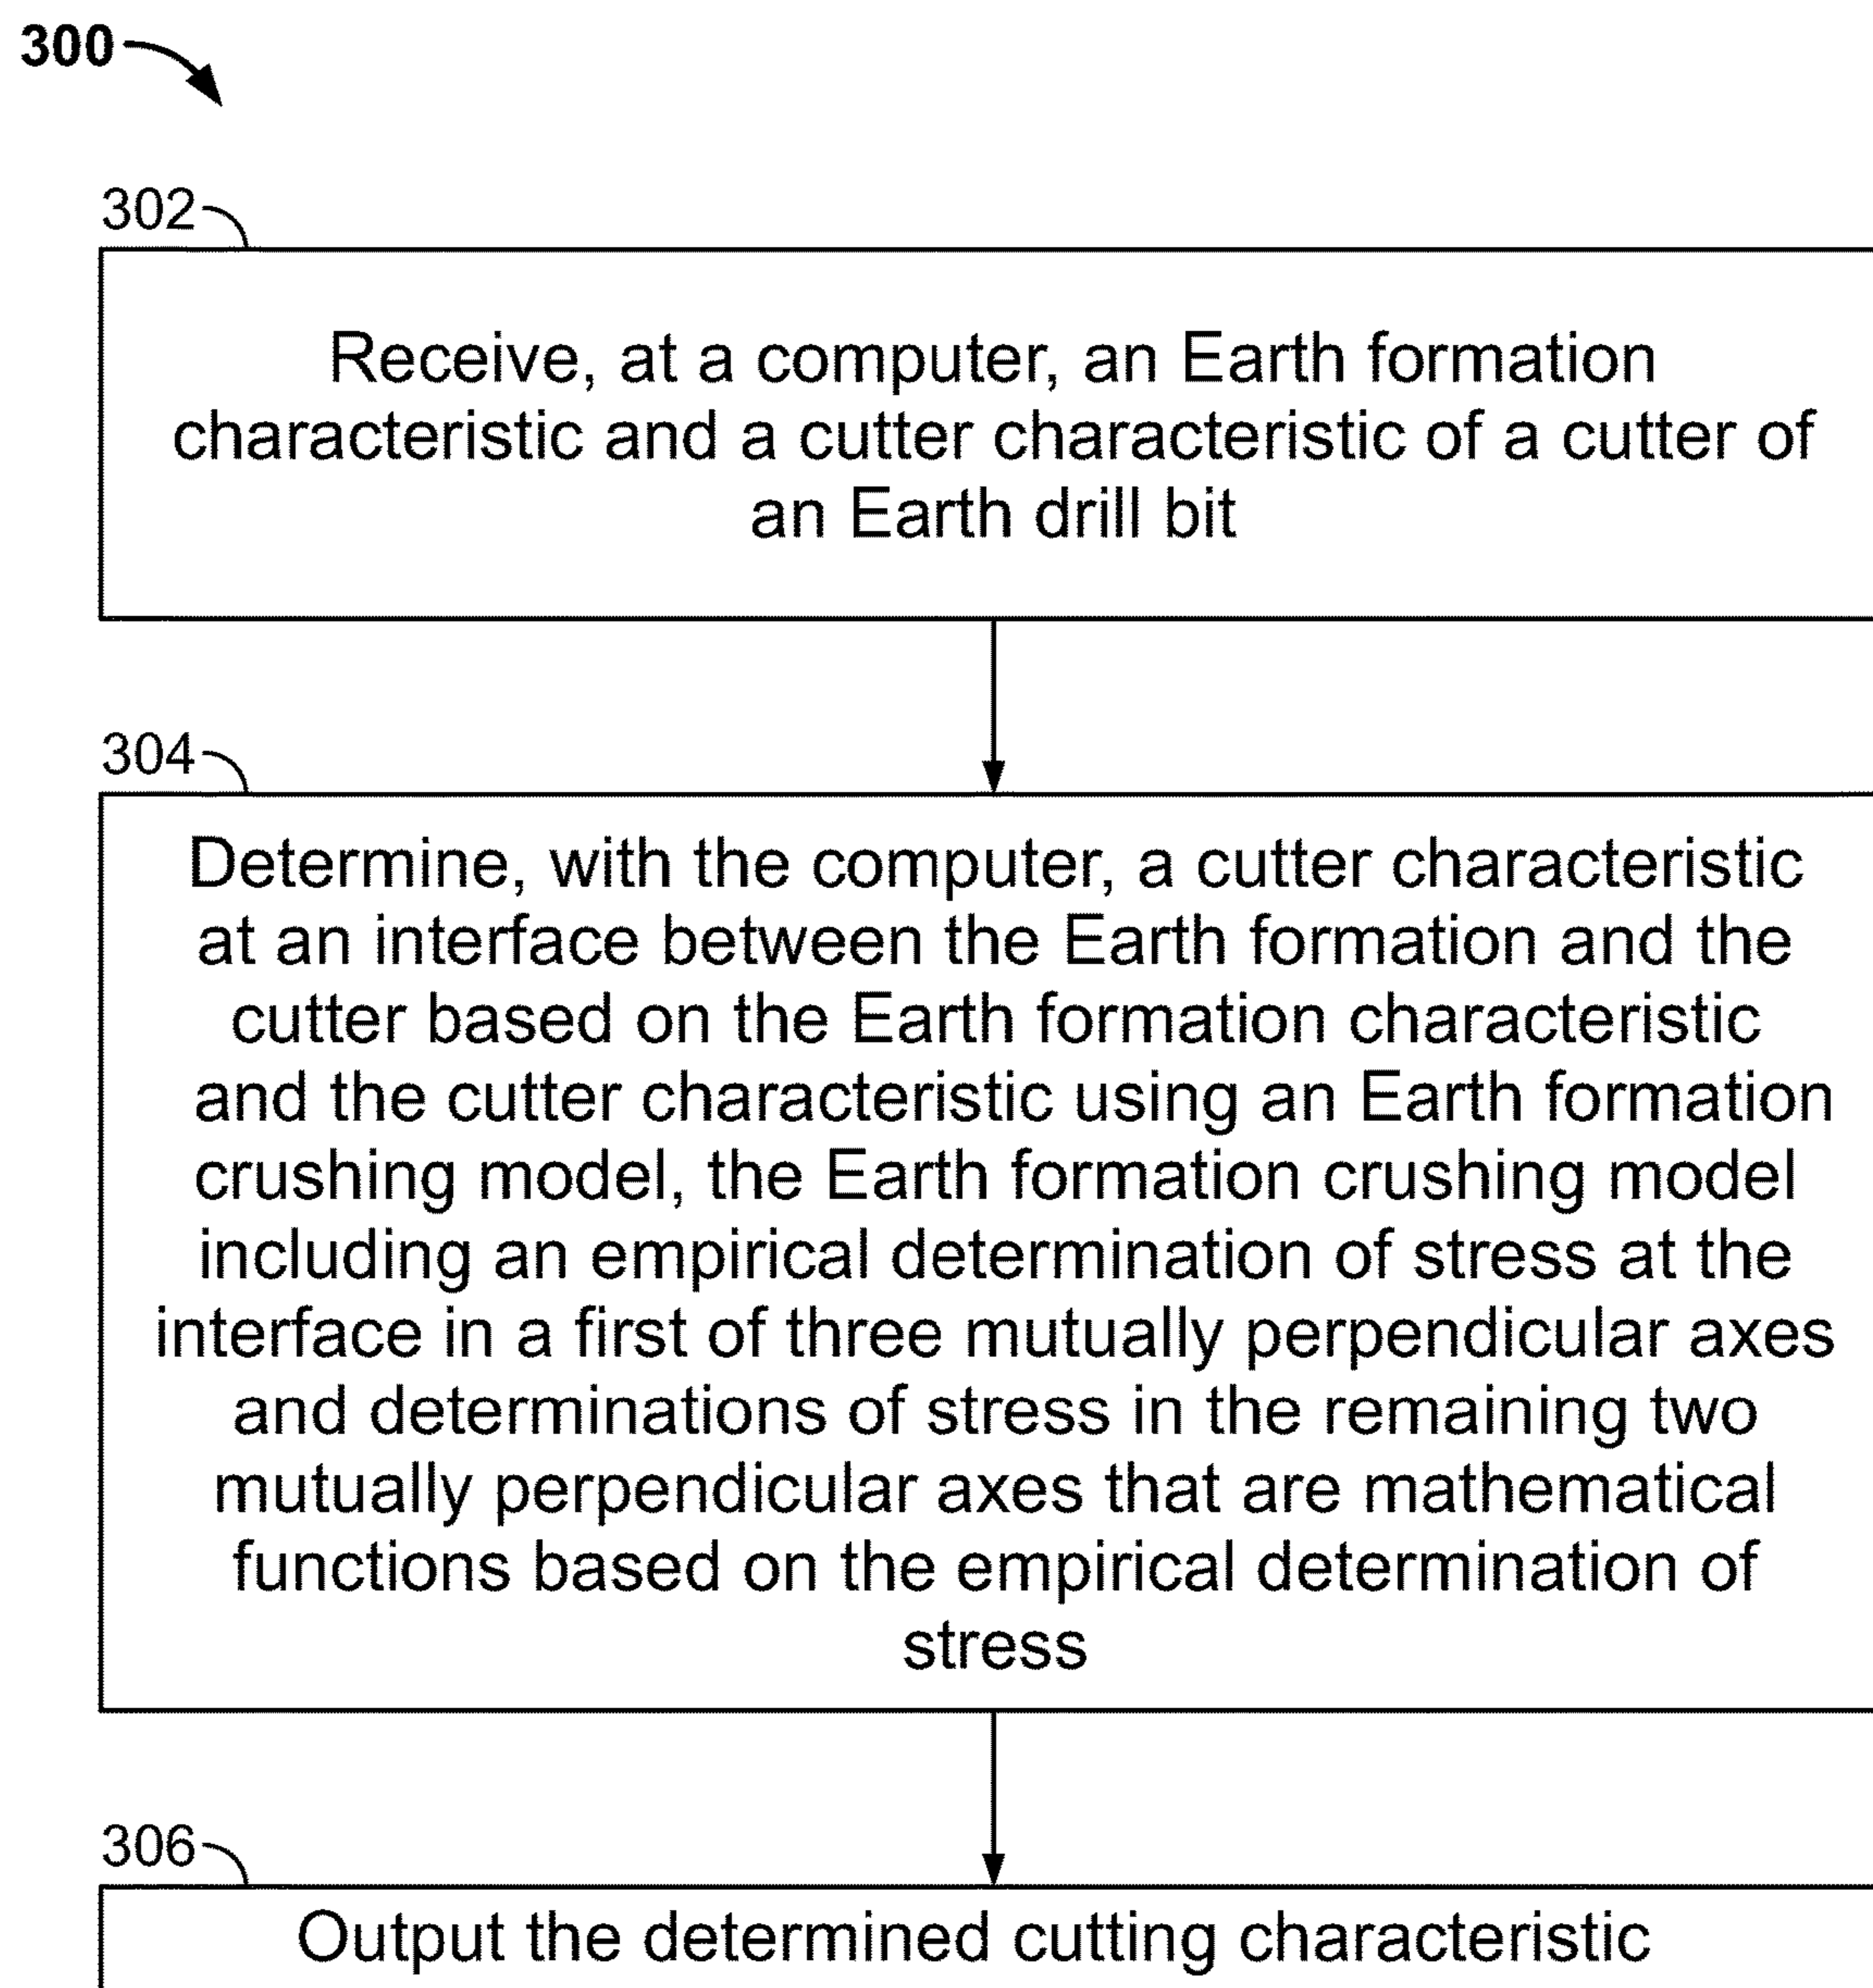 300
302
Receive, at a computer, an Earth formation
characteristic and a cutter characteristic of a cutter of
an Earth drill bit
304
Determine, with the computer, a cutter characteristic
at an interface between the Earth formation and the
cutter based on the Earth formation characteristic
and the cutter characteristic using an Earth formation
crushing model, the Earth formation crushing model
including an empirical determination of stress at the
interface in a first of three mutually perpendicular axes
and determinations of stress in the remaining two
mutually perpendicular axes that are mathematical
functions based on the empirical determination of
stress
306
Output the determined cutting characteristic